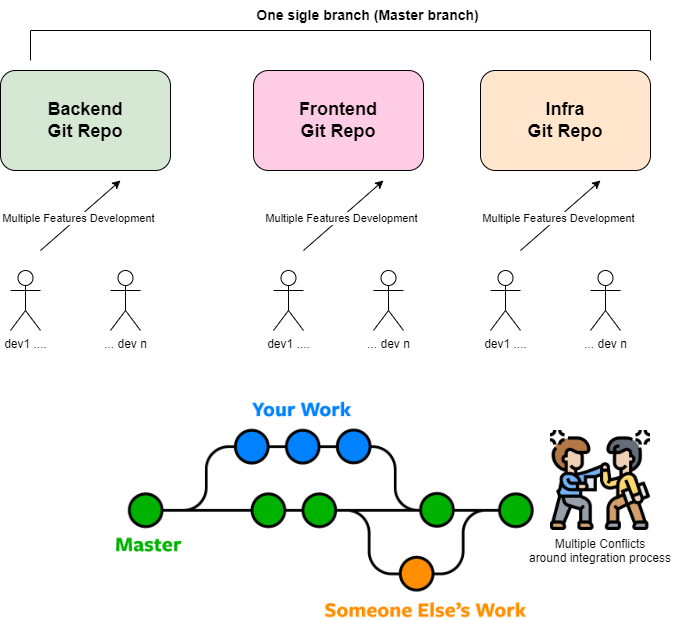 One sigle branch (Master branch)
Backend
Git Repo
Frontend
Git Repo
Infra
Git Repo
Multiple Features Development
Multiple Features Development
Multiple Features Development
dev1 ....
... dev n
dev1 ....
... dev n
dev1 ....
... dev n
Your Work
Master
Someone Else's Work
Multiple Conflicts
around integration process